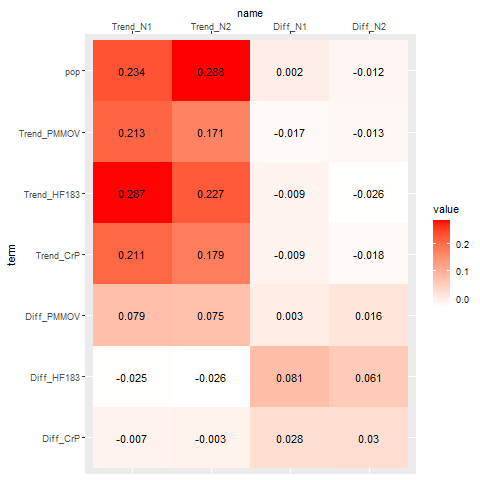 name
Trend_N1 Trend_N2 Diff_N1 Diff_N2
pop 0.234 0.288 0.002 -0.012
Trend_PMMOV 0.213 0.171 -0.017 -0.013
Trend_HF183 0.287 0.227 -0.009 -0.026
Trend_CrP 0.211 0.179 -0.009 -0.018
Diff_PMMOV 0.079 0.075 0.003 0.016
Diff_HF183 -0.025 -0.026 0.081 0.061
Diff_CrP -0.007 -0.003 0.028 0.03
term
value
0.2
0.1
0.0